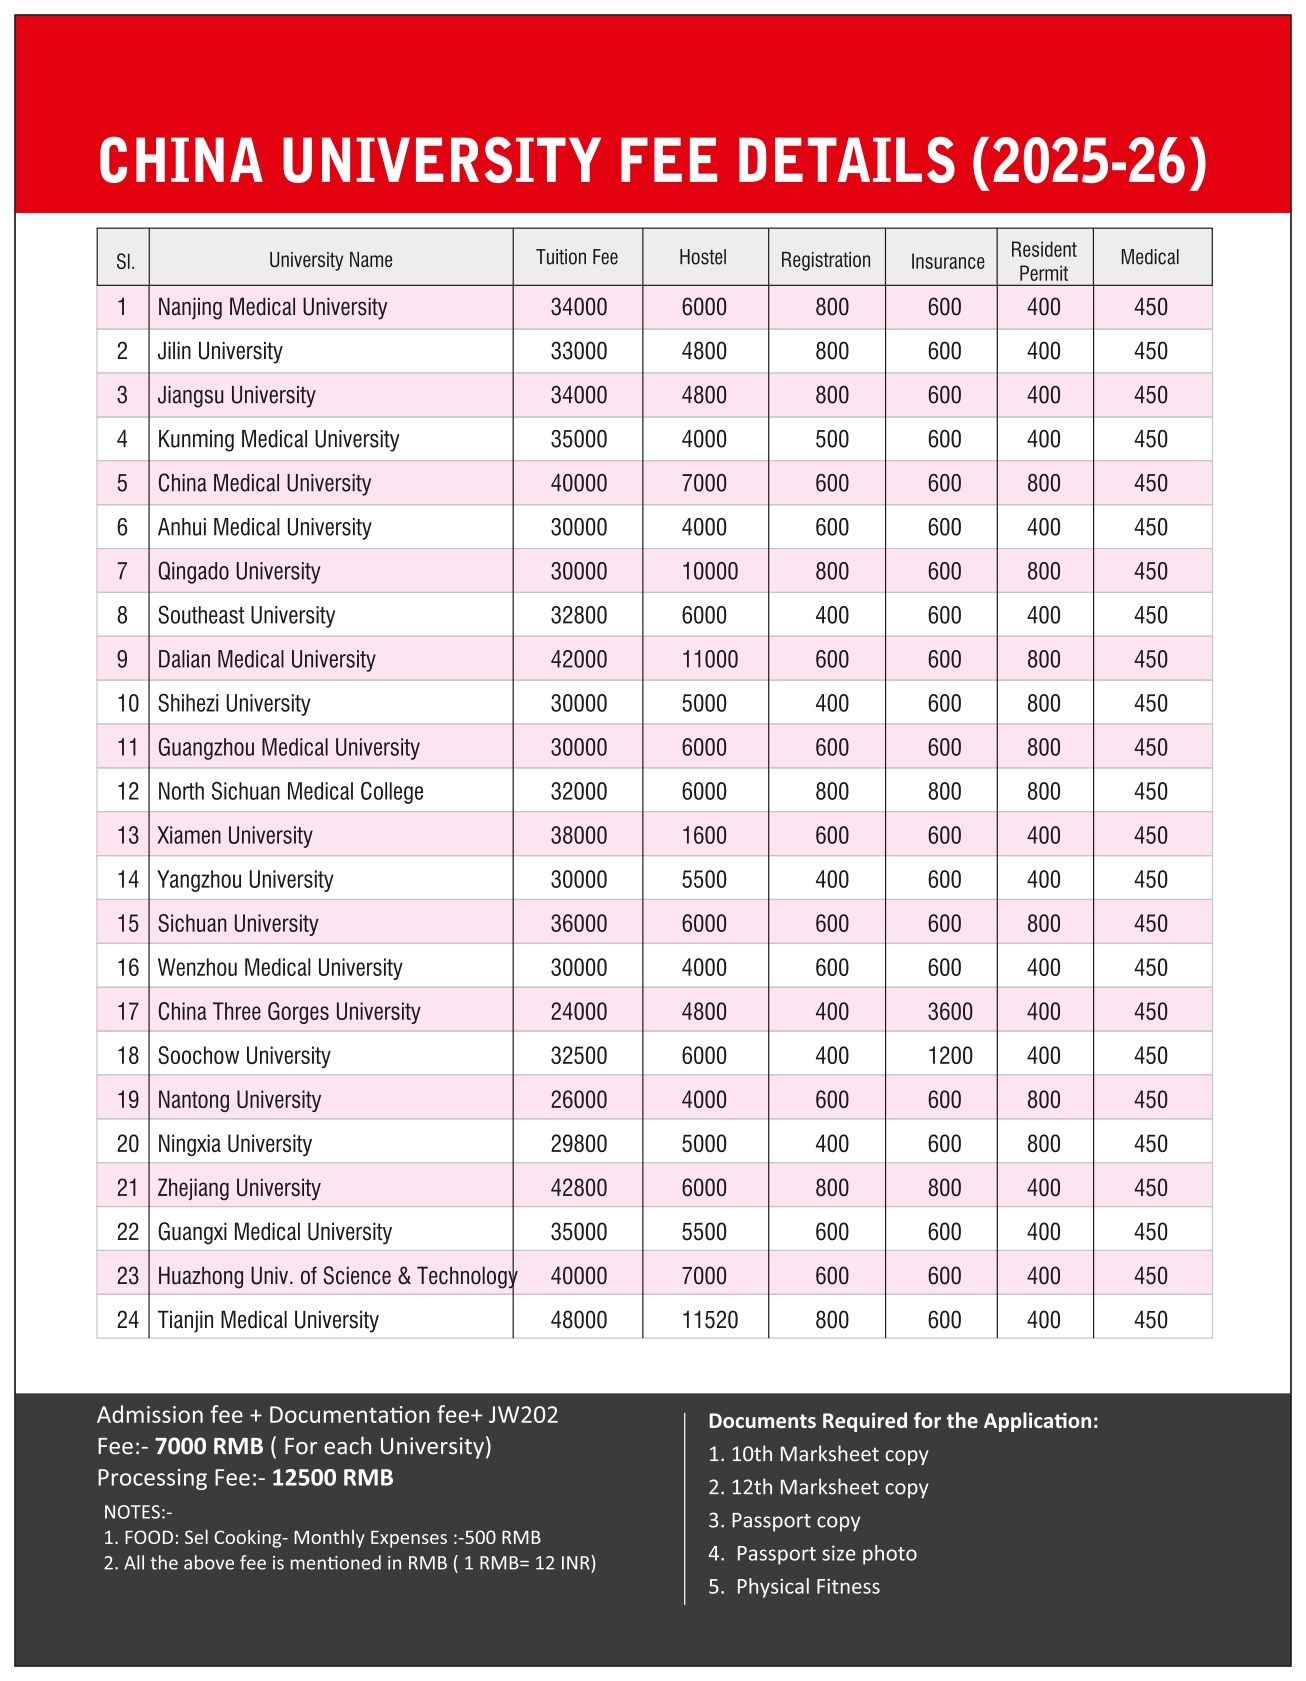 CHINA UNIVERSITY FEE DETAILS (2025-26)
Sl. University Name Tuition Fee Hostel Registration Insurance Resident Permit Medical
1 Nanjing Medical University 34000 6000 800 600 400 450
2 Jilin University 33000 4800 800 600 400 450
3 Jiangsu University 34000 4800 800 600 400 450
4 Kunming Medical University 35000 4000 500 600 400 450
5 China Medical University 40000 7000 600 600 800 450
6 Anhui Medical University 30000 4000 600 600 400 450
7 Qingado University 30000 10000 800 600 800 450
8 Southeast University 32800 6000 400 600 400 450
9 Dalian Medical University 42000 11000 600 600 800 450
10 Shihezi University 30000 5000 400 600 800 450
11 Guangzhou Medical University 30000 6000 600 600 800 450
12 North Sichuan Medical College 32000 6000 800 800 800 450
13 Xiamen University 38000 1600 600 600 400 450
14 Yangzhou University 30000 5500 400 600 400 450
15 Sichuan University 36000 6000 600 600 800 450
16 Wenzhou Medical University 30000 4000 600 600 400 450
17 China Three Gorges University 24000 4800 400 3600 400 450
18 Soochow University 32500 6000 400 1200 400 450
19 Nantong University 26000 4000 600 600 800 450
20 Ningxia University 29800 5000 400 600 800 450
21 Zhejiang University 42800 6000 800 800 400 450
22 Guangxi Medical University 35000 5500 600 600 400 450
23 Huazhong Univ. of Science & Technology 40000 7000 600 600 400 450
24 Tianjin Medical University 48000 11520 800 600 400 450
Admission fee + Documentation fee+ JW202
Fee:- 7000 RMB ( For each University)
Processing Fee:- 12500 RMB
NOTES:-
1. FOOD: Sel Cooking- Monthly Expenses :-500 RMB
2. All the above fee is mentioned in RMB ( 1 RMB= 12 INR)
Documents Required for the Application:
1. 10th Marksheet copy
2. 12th Marksheet copy
3. Passport copy
4. Passport size photo
5. Physical Fitness